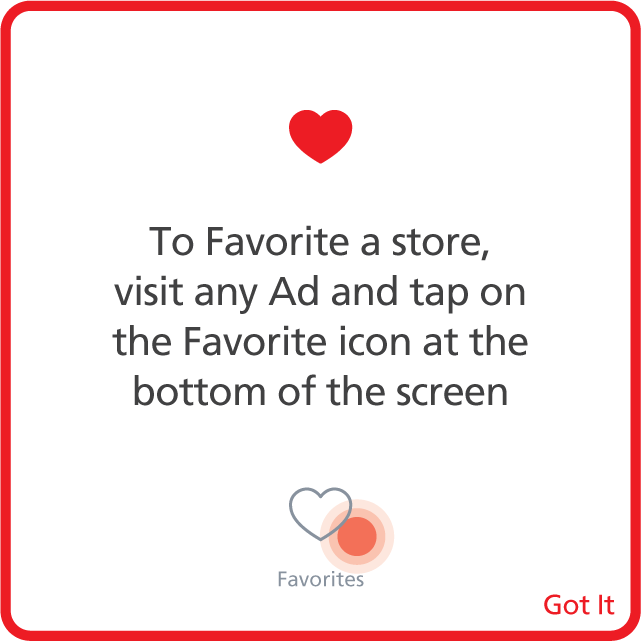 To Favorite a store,
visit any Ad and tap on
the Favorite icon at the
bottom of the screen
Favorites
Got It